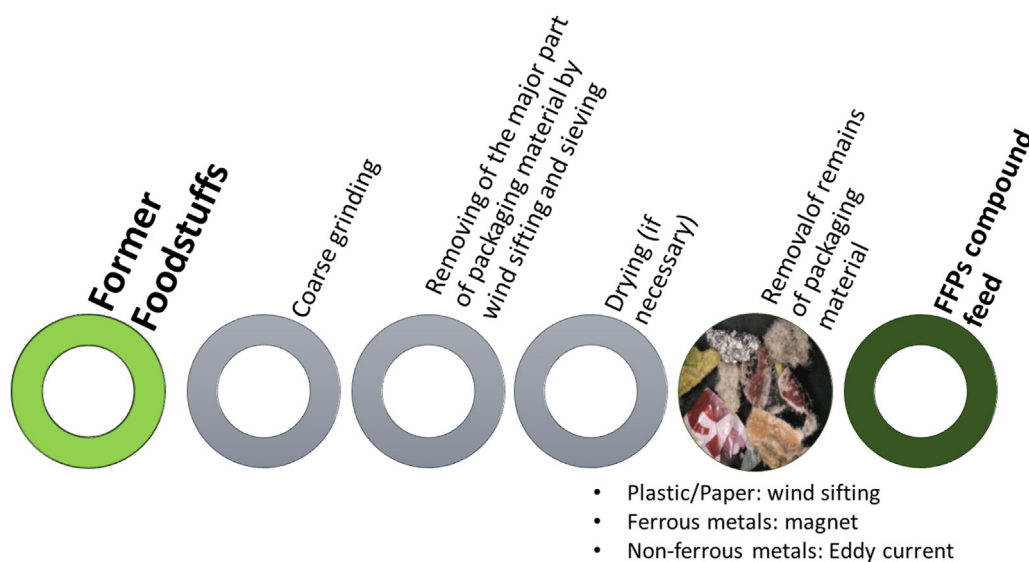 Former
Foodstuffs
Coarse grinding
Removing of the major part
of packaging material by
wind sifting and sieving
Drying (if
necessary)
Removalof remains
of packaging
material
FFPs compound
feed
• Plastic/Paper: wind sifting
• Ferrous metals: magnet
• Non-ferrous metals: Eddy current